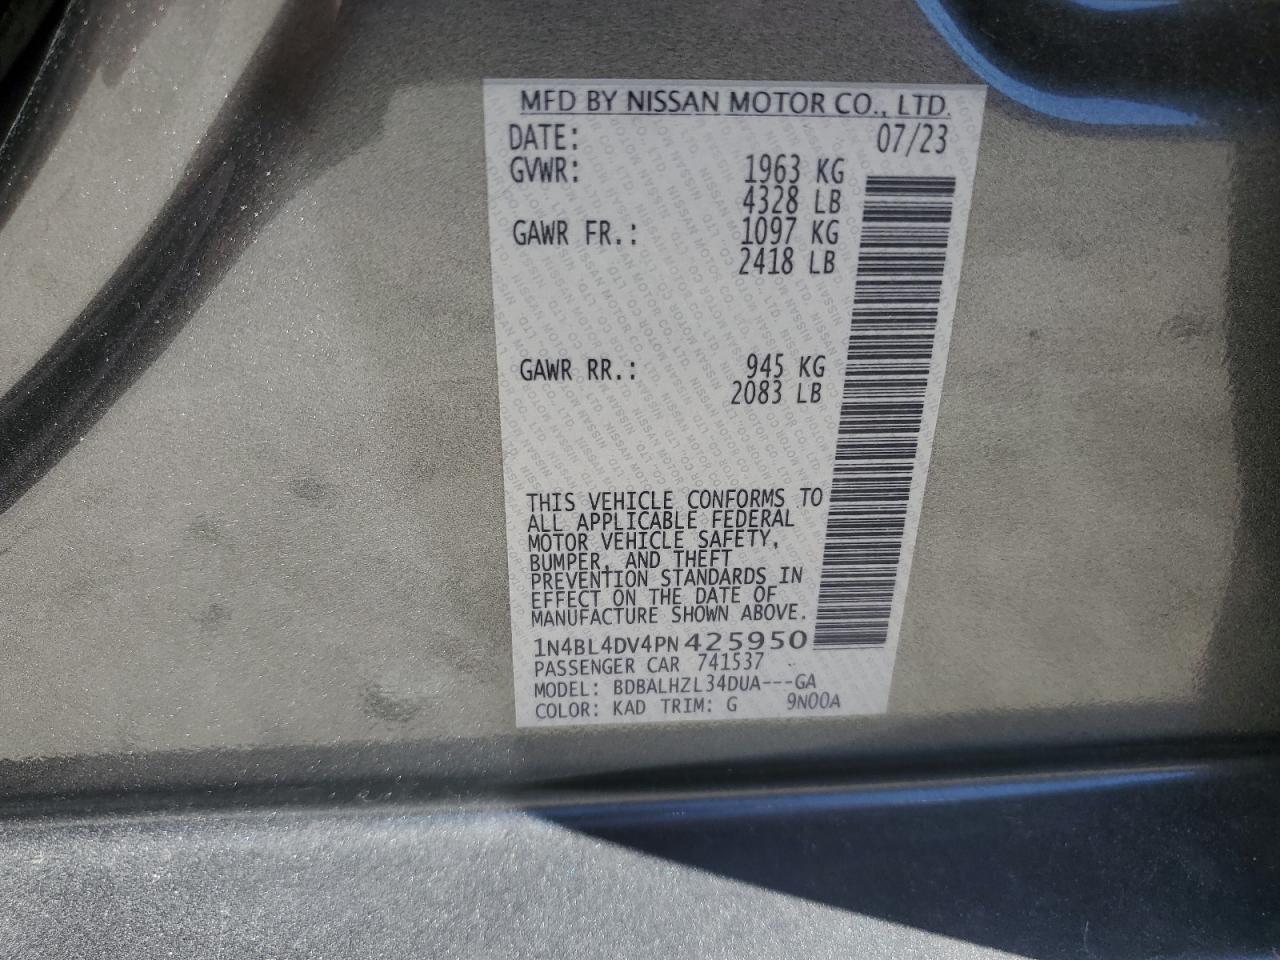 MFD BY NISSAN MOTOR CO., LTD.
DATE: 07/23
GVWR: 1963 KG
4328 LB
GAWR FR.: 1097 KG
2418 LB
GAWR RR.: 945 KG
2083 LB
THIS VEHICLE CONFORMS TO
ALL APPLICABLE FEDERAL
MOTOR VEHICLE SAFETY,
BUMPER, AND THEFT
PREVENTION STANDARDS IN
EFFECT ON THE DATE OF
MANUFACTURE SHOWN ABOVE.
1N4BL4DV4PN425950
PASSENGER CAR 741537
MODEL: BDBALHZL34DUA---GA
COLOR: KAD TRIM: G 9N00A